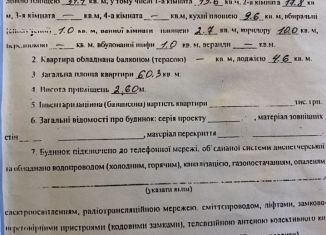 площею 37,4 кв. м, у тому числі 1-а кімната 19,6 кв.м, 2-а кімната 17,8 кв.
м, 3-я кімната — кв.м, 4-а кімната — кв.м, кухні площею 9.6 кв. м, вбиральні
1.0 кв. м, ванної кімнати площею 2.7 кв. м, коридору 10.0 кв. м,
кв. м, вбудованої шафи 1.0 кв. м, веранди — кв.м.
2. Квартира обладнана балконом (терасою) — кв. м, лоджією 4.6 кв. м.
3. Загальна площа квартири 60,3 кв. м.
4. Висота приміщень 2,60 м.
5. Інвентаризаційна (балансова) вартість квартири тис. грн.
6. Загальні відомості про будинок: серія проекту , матеріал зовнішніх
стін , матеріал перекриття
7. Будинок підключено до телефонної мережі, об'єднаної системи диспетчерської
та обладнано водопроводом (холодним, гарячим), каналізацією, газопостачанням, опаленням
(указати яким)
електроосвітленням, радіотрансляційною мережею, сміттєпроводом, ліфтами, замково-
переговорними пристроями (кодовими замками), телевізійною антеною колективного ко